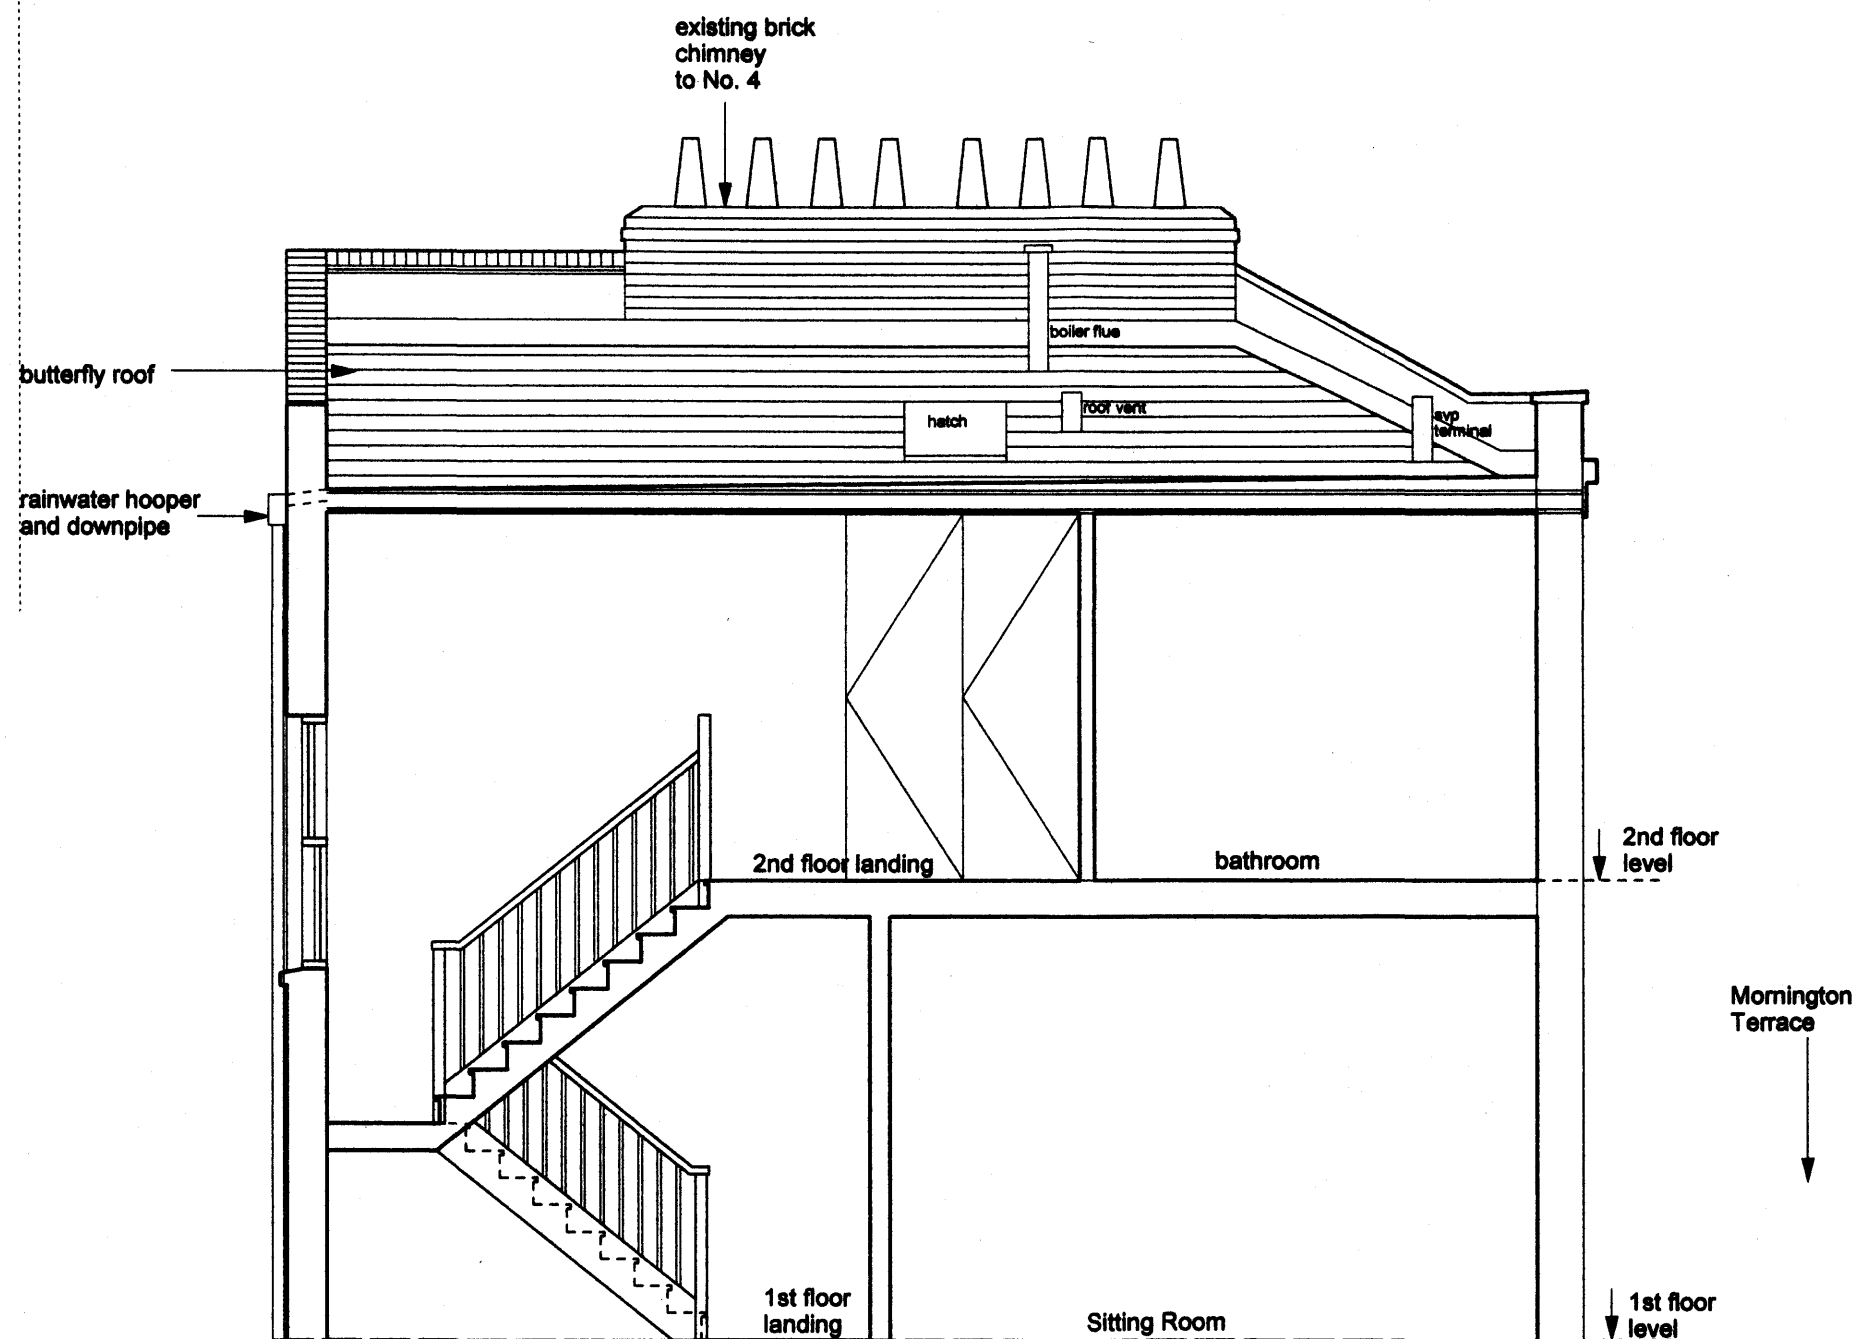 existing brick
chimney
to No. 4
boiler flue
butterfly roof
hatch
roof vent
svp
terminal
rainwater hooper
and downpipe
2nd floor landing
bathroom
2nd floor
level
Mornington
Terrace
1st floor
landing
Sitting Room
1st floor
level